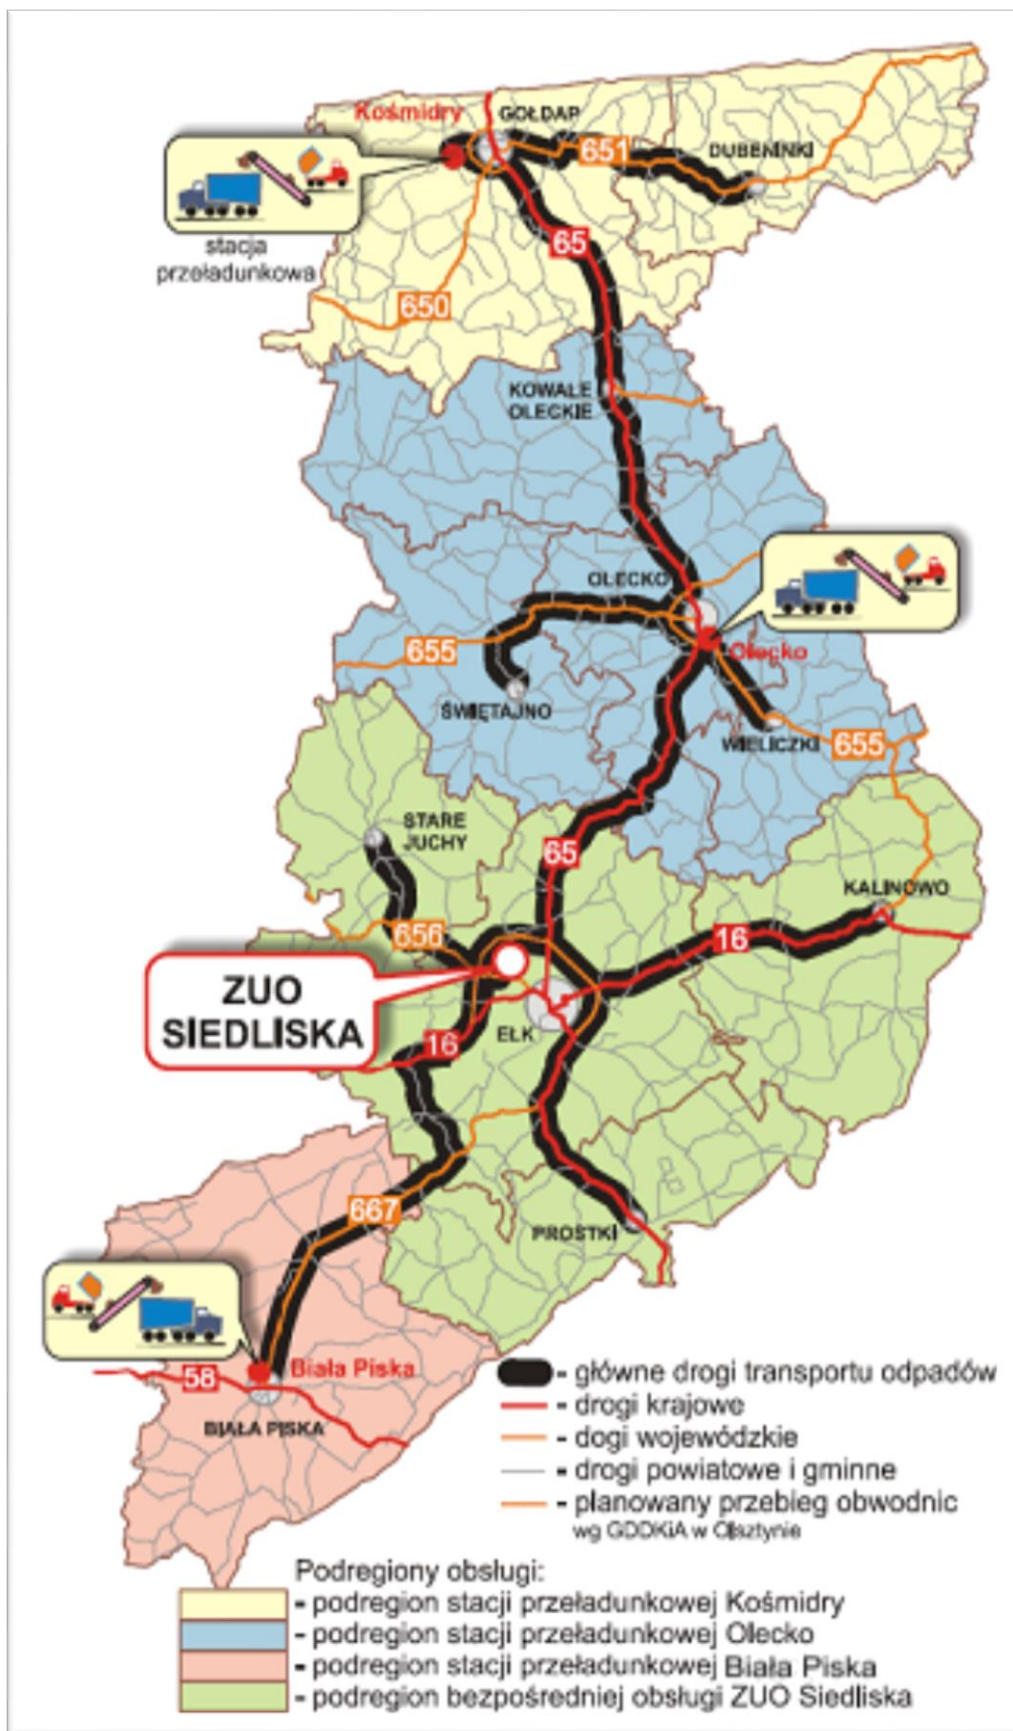 Kośmidry
GOŁDAP
651
DUBENINKI
stacja
przeładunkowa
65
650
KOWALE
OLECKIE
OLECKO
Olecko
655
ŚWIĘTAJNO
WIELICZKI
655
STARE
JUCHY
65
KALINOWO
656
16
ZUO
SIEDLISKA
EŁK
16
667
PROSTKI
Biała Piska
58
BIAŁA PISKA
- główne drogi transportu odpadów
- drogi krajowe
- dogi wojewódzkie
- drogi powiatowe i gminne
- planowany przebieg obwodnic
wg GDDKiA w Olsztynie
Podregiony obsługi:
- podregion stacji przeładunkowej Kośmidry
- podregion stacji przeładunkowej Olecko
- podregion stacji przeładunkowej Biała Piska
- podregion bezpośredniej obsługi ZUO Siedliska